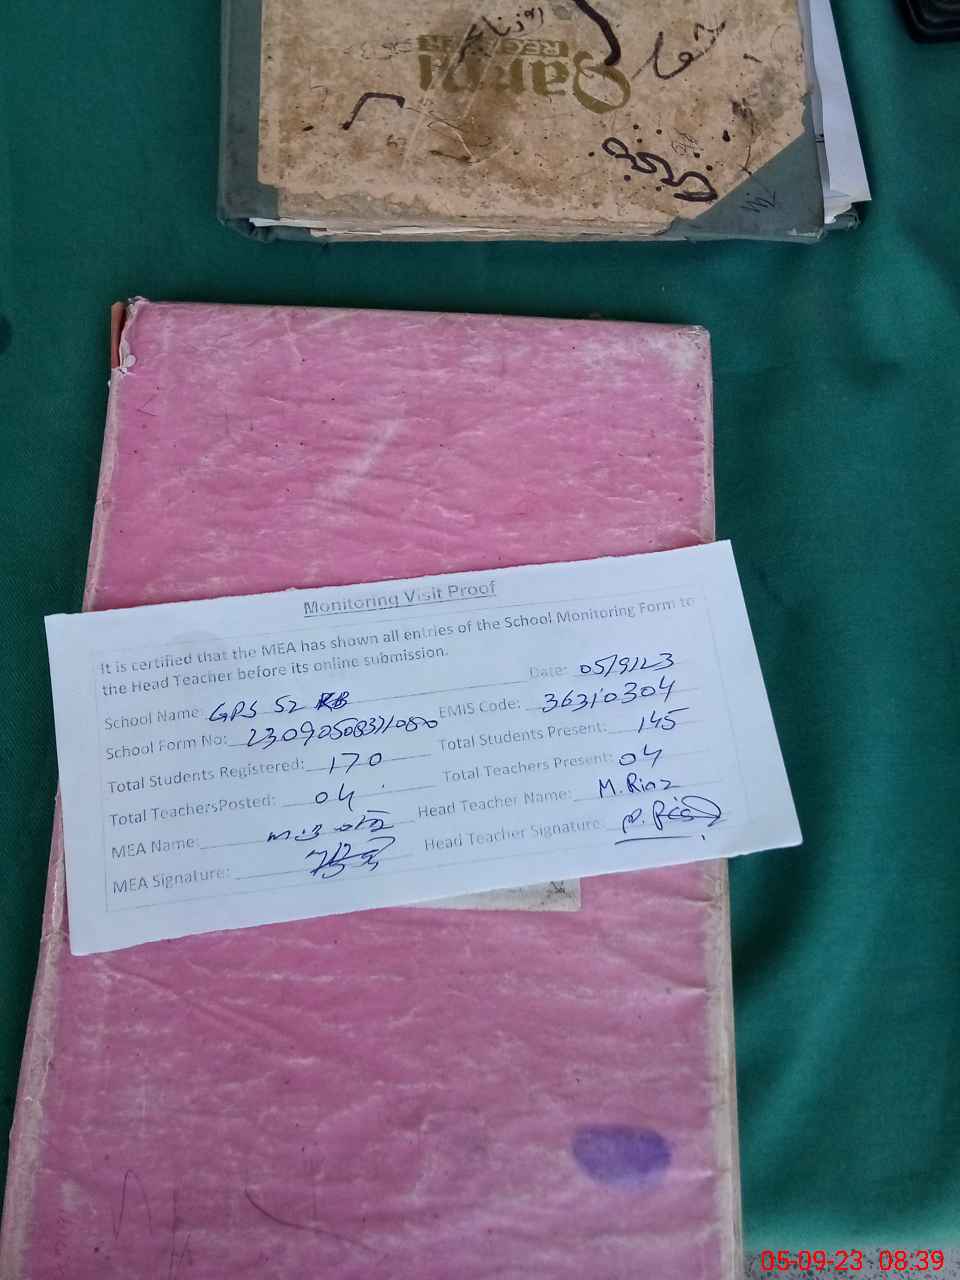 Sarpl
REGISTER
Monitoring Visit Proof
It is certified that the MEA has shown all entries of the School Monitoring Form to
the Head Teacher before its online submission.
Date: 05/9/23
School Name: GPS 52 KB
EMIS Code: 36310304
School Form No:
Total Students Registered: 170
Total Students Present: 145
Total TeachersPosted: 04
Total Teachers Present: 04
MEA Name:
Head Teacher Name: M. Riaz
MEA Signature:
Head Teacher Signature:
05-09-23 08:39